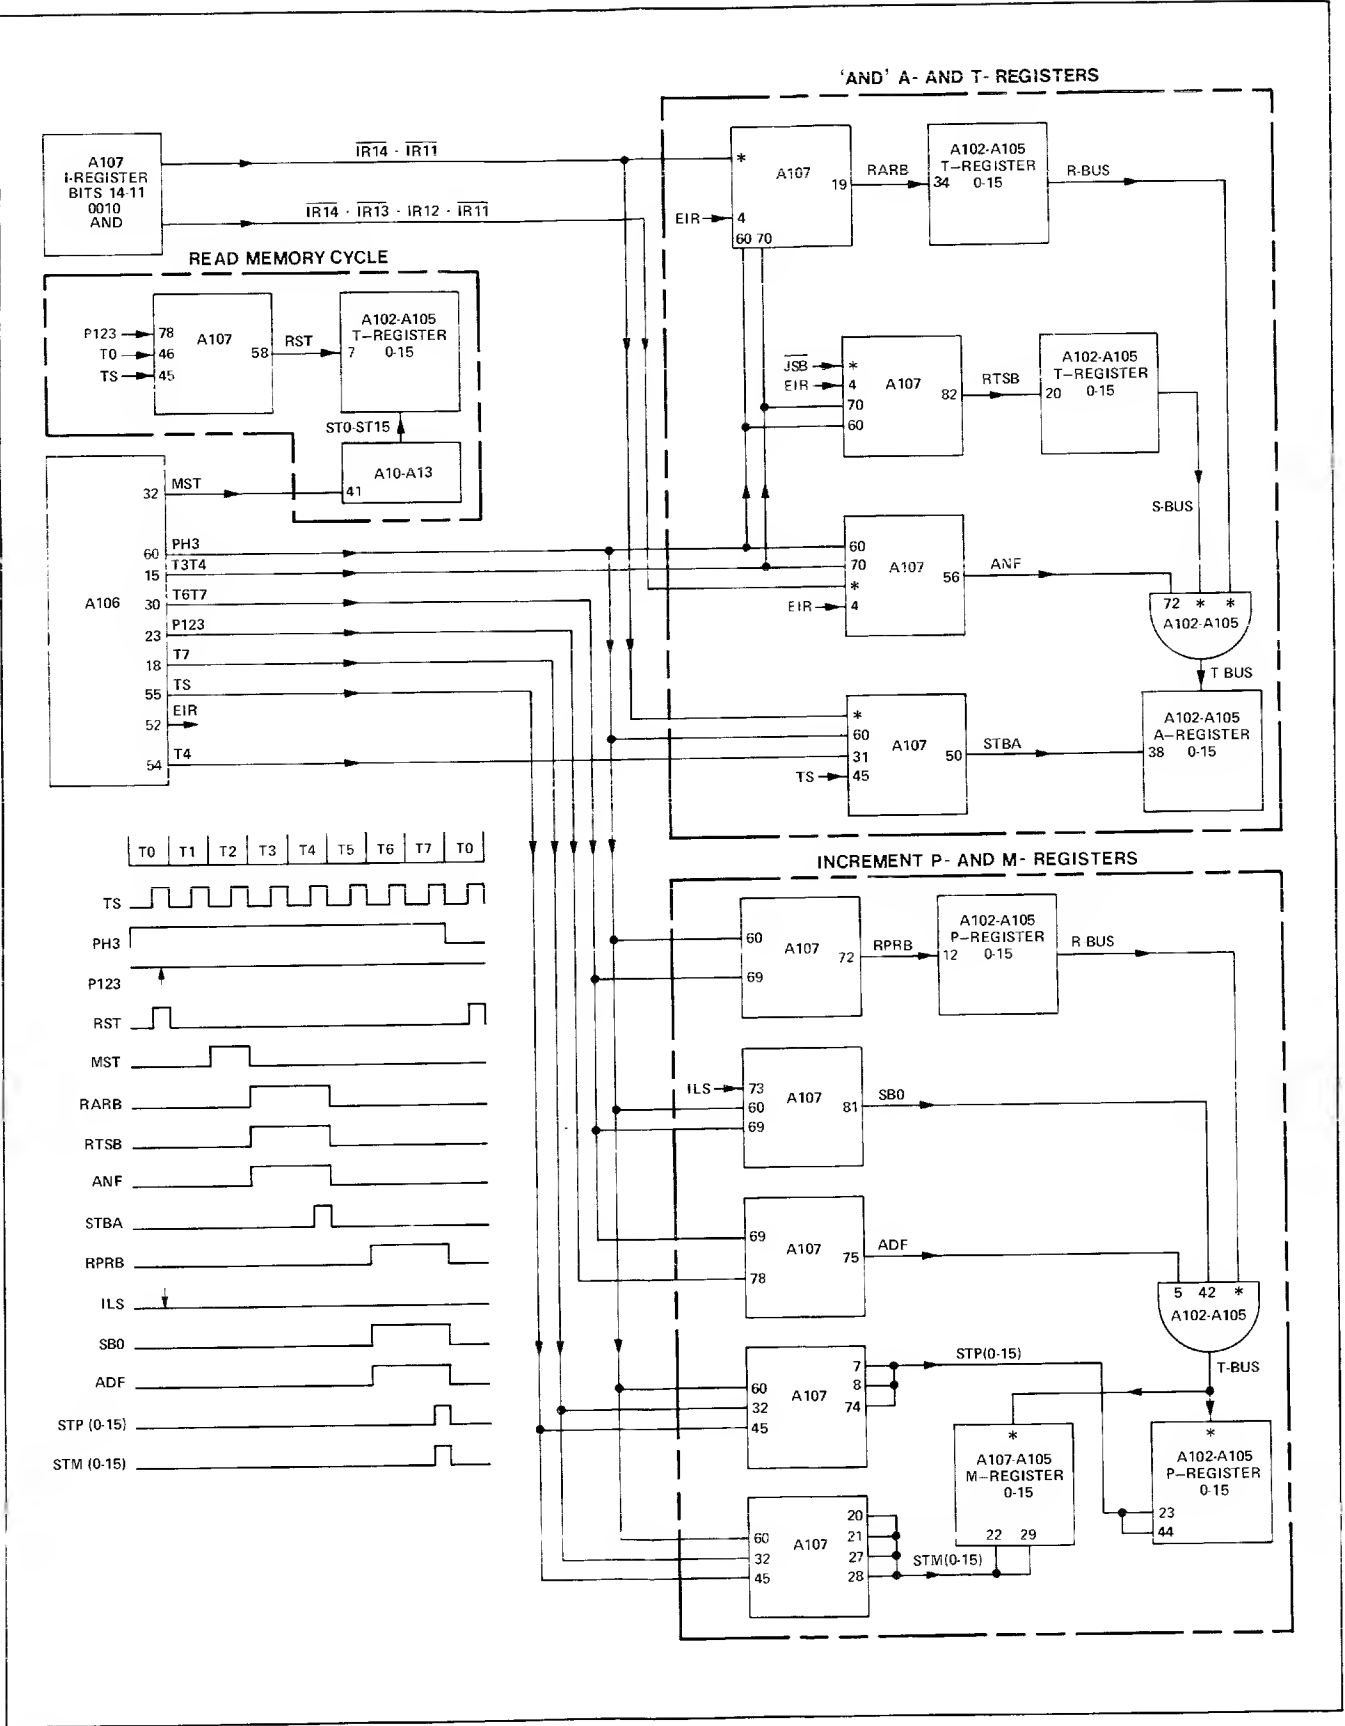 'AND' A- AND T- REGISTERS
A107
I-REGISTER
BITS 14-11
0010
AND
IR14 · IR11
IR14 · IR13 · IR12 · IR11
*
A107
19
EIR
4
60 70
RARB
A102-A105
T-REGISTER
34 0-15
R-BUS
READ MEMORY CYCLE
P123
T0
TS
78
46
45
A107
58
RST
A102-A105
T-REGISTER
7 0-15
ST0-ST15
A10-A13
41
JSB
EIR
*
4
70
60
A107
82
RTSB
A102-A105
T-REGISTER
20 0-15
S-BUS
A106
32 MST
60 PH3
15 T3T4
30 T6T7
23 P123
18 T7
55 TS
52 EIR
54 T4
60
70
*
EIR
4
A107
56
ANF
72 * *
A102-A105
T BUS
*
60
31
TS
45
A107
50
STBA
A102-A105
A-REGISTER
38 0-15
T0 T1 T2 T3 T4 T5 T6 T7 T0
TS
PH3
P123
RST
MST
RARB
RTSB
ANF
STBA
RPRB
ILS
SB0
ADF
STP (0-15)
STM (0-15)
INCREMENT P- AND M- REGISTERS
60
69
A107
72
RPRB
A102-A105
P-REGISTER
12 0-15
R BUS
ILS
73
60
69
A107
81
SB0
69
78
A107
75
ADF
5 42 *
A102-A105
T-BUS
60
32
45
A107
7
8
74
STP(0-15)
*
A107-A105
M-REGISTER
0-15
22 29
*
A102-A105
P-REGISTER
0-15
23
44
60
32
45
A107
20
21
27
28
STM(0-15)